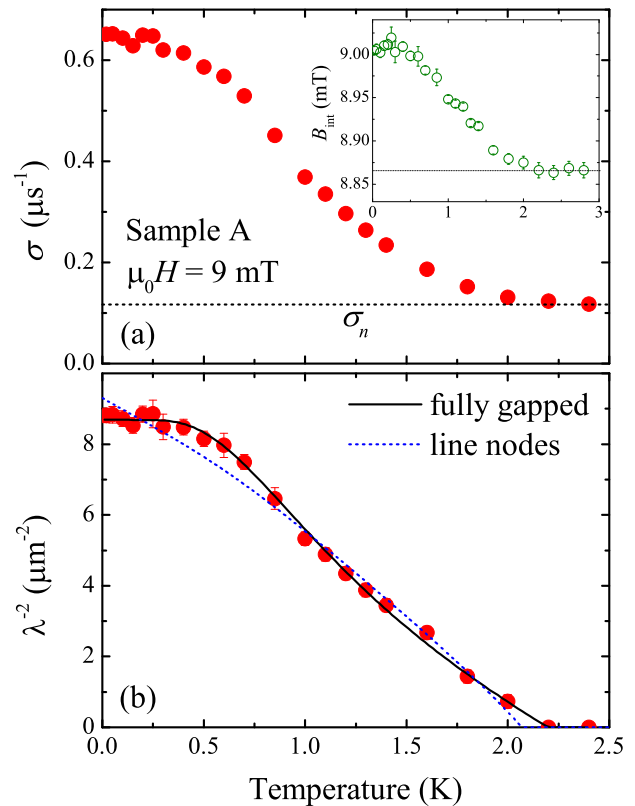 0.6
0.4
0.2
0.0
σ (μs⁻¹)
Sample A
μ₀H = 9 mT
(a)
σₙ
9.00
8.95
8.90
8.85
B_int (mT)
0 1 2 3
8
6
4
2
0
λ⁻² (μm⁻²)
fully gapped
line nodes
(b)
0.0 0.5 1.0 1.5 2.0 2.5
Temperature (K)